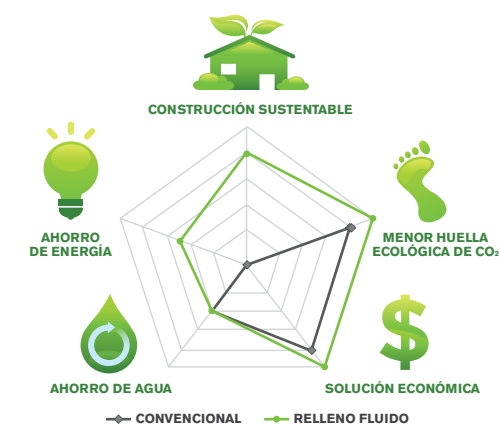 CONSTRUCCIÓN SUSTENTABLE
AHORRO
DE ENERGÍA
MENOR HUELLA
ECOLÓGICA DE CO₂
$
AHORRO DE AGUA
SOLUCIÓN ECONÓMICA
CONVENCIONAL
RELLENO FLUIDO